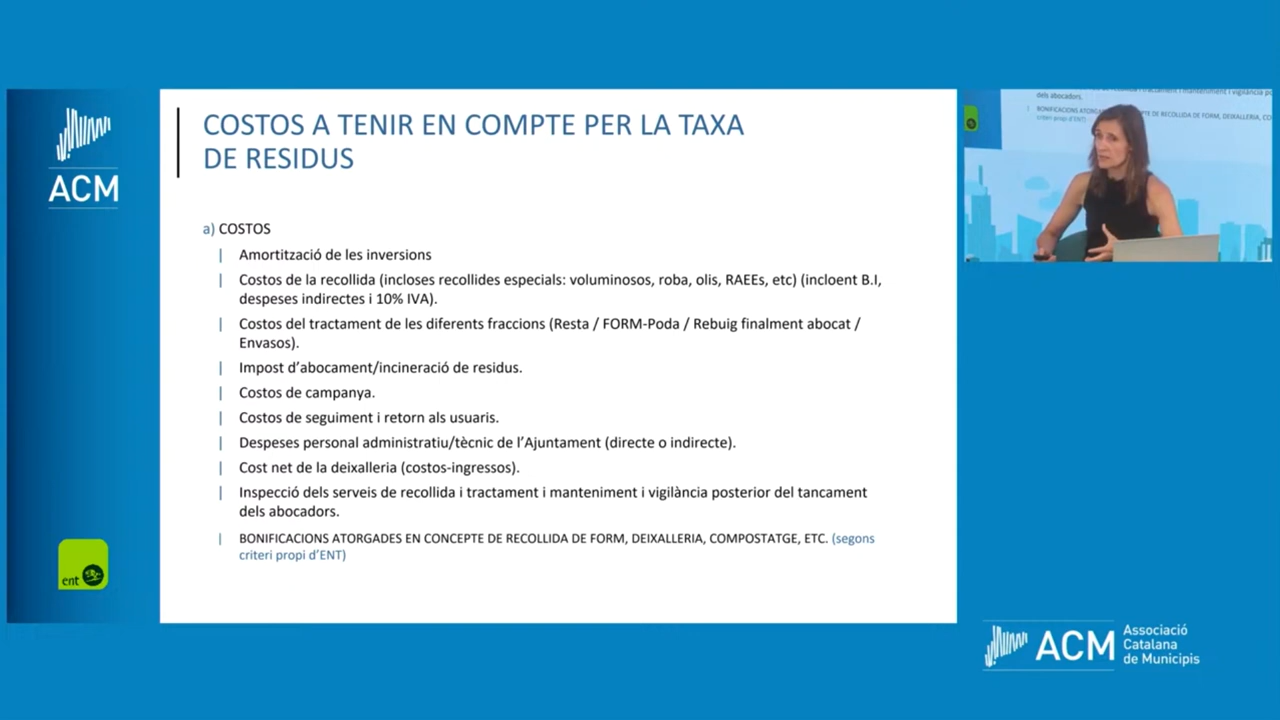 ACM
COSTOS A TENIR EN COMPTE PER LA TAXA
DE RESIDUS
a) COSTOS
| Amortització de les inversions
| Costos de la recollida (incloses recollides especials: voluminosos, roba, olis, RAEEs, etc) (incloent B.I,
despeses indirectes i 10% IVA).
| Costos del tractament de les diferents fraccions (Resta / FORM-Poda / Rebuig finalment abocat /
Envasos).
| Impost d’abocament/incineració de residus.
| Costos de campanya.
| Costos de seguiment i retorn als usuaris.
| Despeses personal administratiu/tècnic de l’Ajuntament (directe o indirecte).
| Cost net de la deixalleria (costos-ingressos).
| Inspecció dels serveis de recollida i tractament i manteniment i vigilància posterior del tancament
dels abocadors.
| BONIFICACIONS ATORGADES EN CONCEPTE DE RECOLLIDA DE FORM, DEIXALLERIA, COMPOSTATGE, ETC. (segons
criteri propi d’ENT)
ent
dels abocadors.
criteri propi d’ENT)
ACM
Associació
Catalana
de Municipis